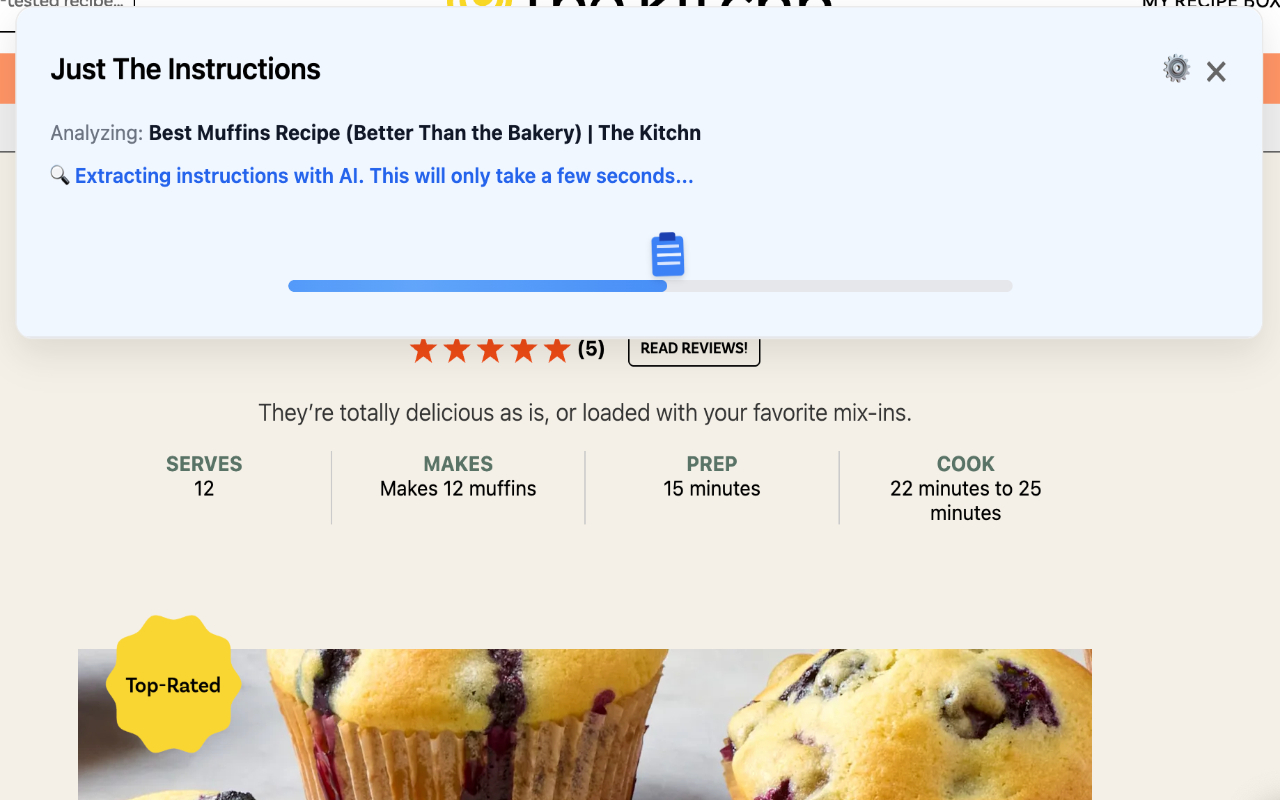 -tested recipe...
The Kitchn
MY RECIPE BOX
Just The Instructions
Analyzing: Best Muffins Recipe (Better Than the Bakery) | The Kitchn
Extracting instructions with AI. This will only take a few seconds...
(5)
READ REVIEWS!
They're totally delicious as is, or loaded with your favorite mix-ins.
SERVES
12
MAKES
Makes 12 muffins
PREP
15 minutes
COOK
22 minutes to 25
minutes
Top-Rated